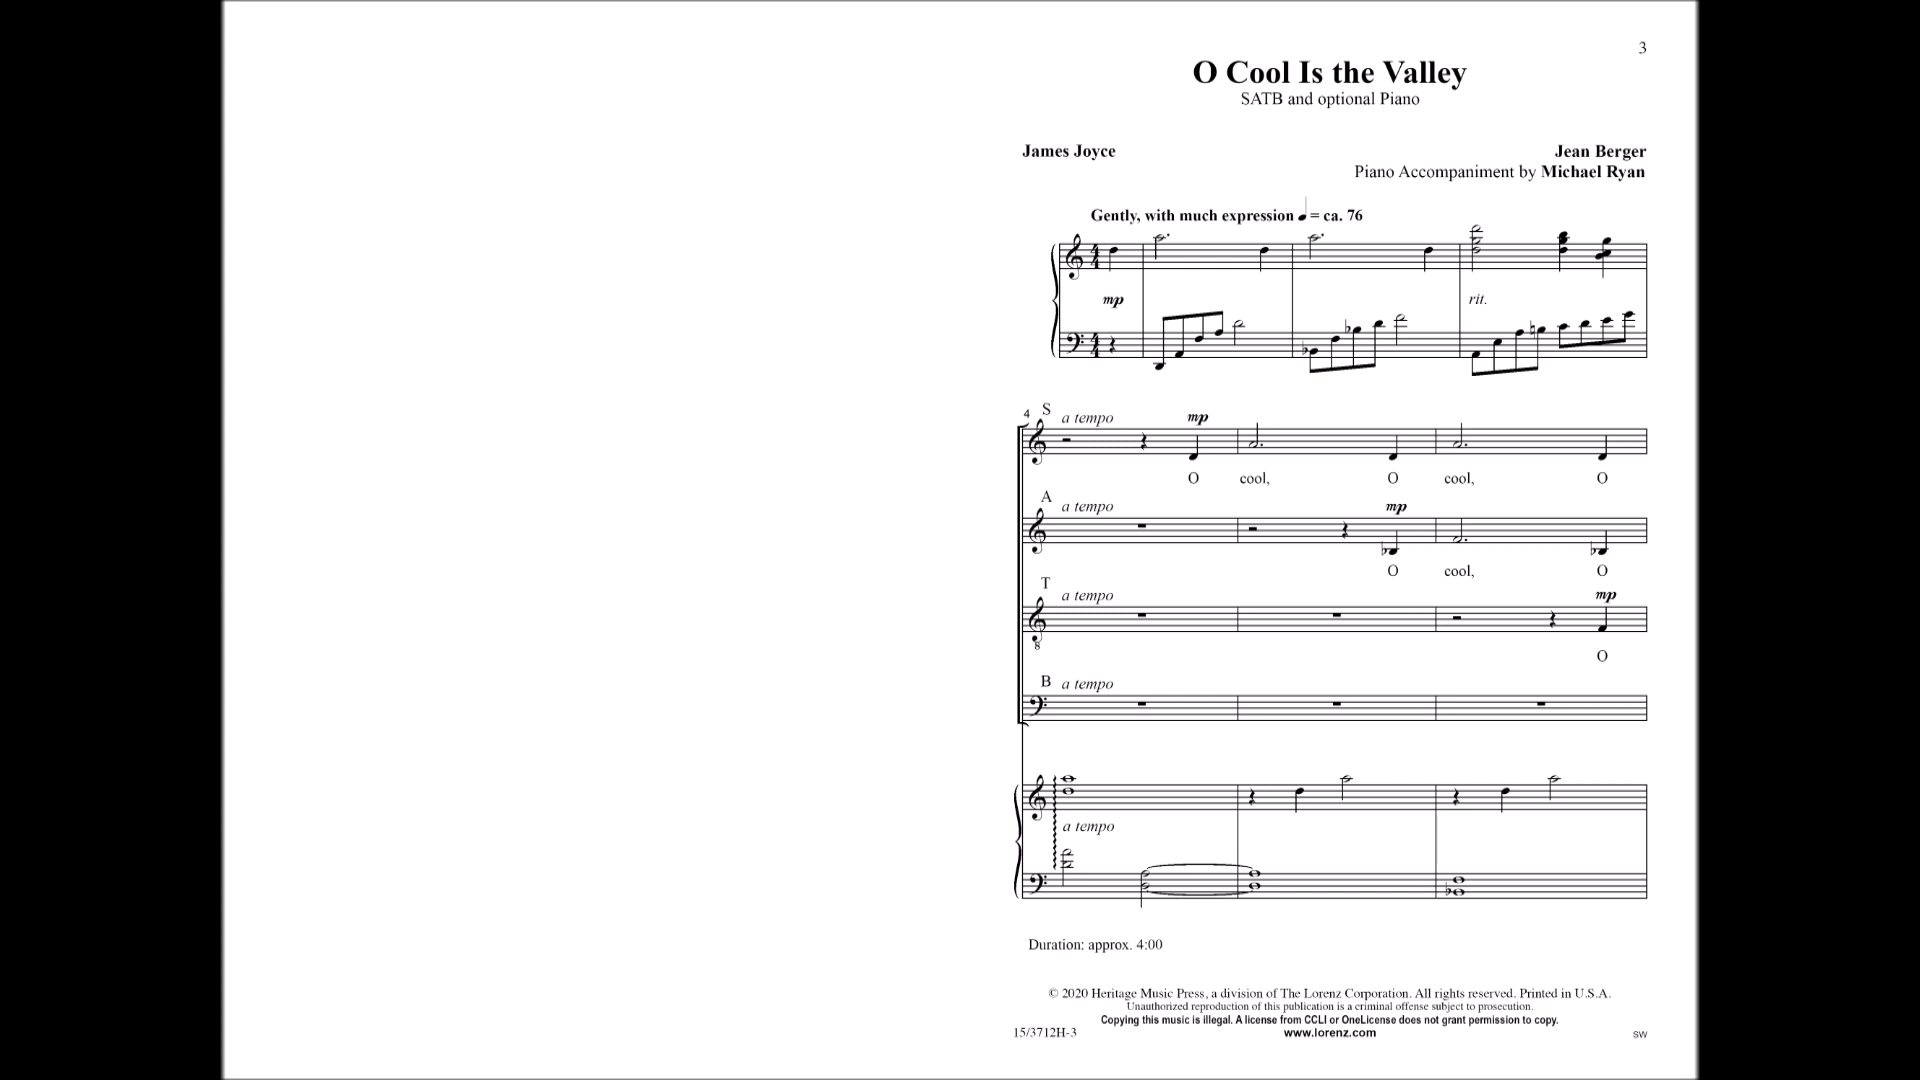 3
O Cool Is the Valley
SATB and optional Piano
James Joyce
Jean Berger
Piano Accompaniment by Michael Ryan
Gently, with much expression ♩ = ca. 76
mp
rit.
4 S a tempo mp
O cool, O cool, O
A a tempo mp
O cool, O
T a tempo mp
8
O
B a tempo
a tempo
Duration: approx. 4:00
© 2020 Heritage Music Press, a division of The Lorenz Corporation. All rights reserved. Printed in U.S.A.
Unauthorized reproduction of this publication is a criminal offense subject to prosecution.
Copying this music is illegal. A license from CCLI or OneLicense does not grant permission to copy.
15/3712H-3 www.lorenz.com SW